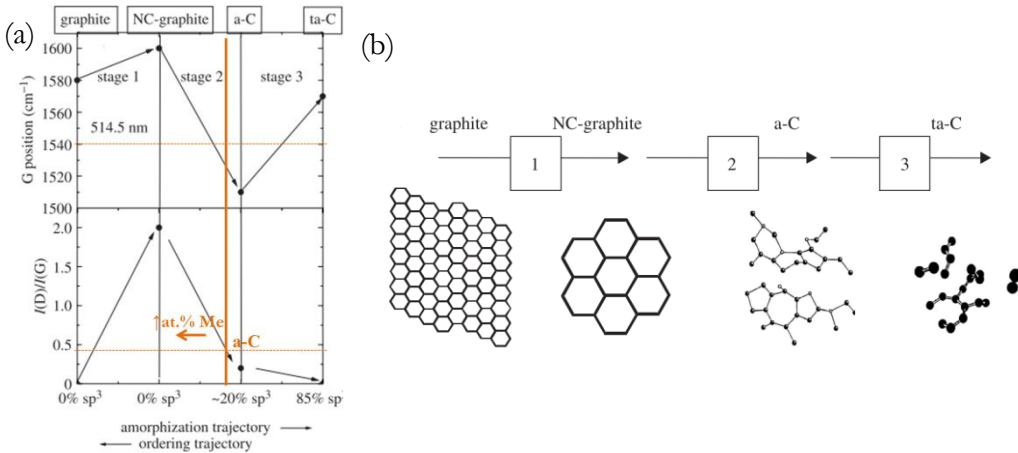 (a)
graphite NC-graphite a-C ta-C
G position (cm⁻¹)
1600
1580
1560
1540
1520
1500
stage 1 stage 2 stage 3
514.5 nm
I(D)/I(G)
2.0
1.5
1.0
0.5
0
↑at.% Me
a-C
0% sp³ 0% sp³ ~20% sp³ 85% sp
amorphization trajectory
ordering trajectory
(b)
graphite NC-graphite a-C ta-C
1 2 3